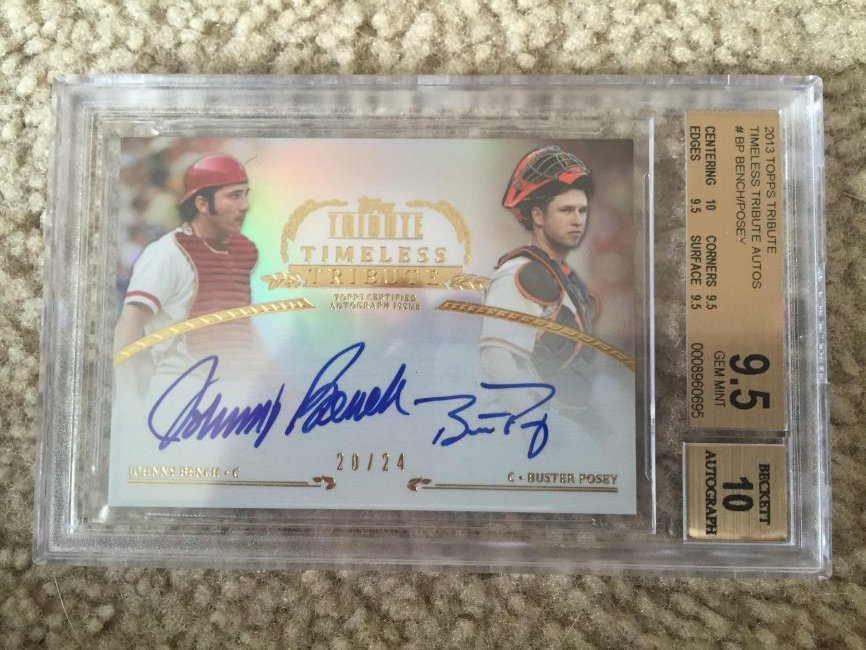 Topps
TRIBUTE
TIMELESS
TRIBUTE
TOPPS CERTIFIED
AUTOGRAPH ISSUE
Johnny Bench
20/24
JOHNNY BENCH • C
C • BUSTER POSEY
2013 TOPPS TRIBUTE
TIMELESS TRIBUTE AUTOS
# BP BENCH/POSEY
CENTERING 10 CORNERS 9.5
EDGES 9.5 SURFACE 9.5
9.5
GEM MINT
0008960695
BECKETT
10
AUTOGRAPH